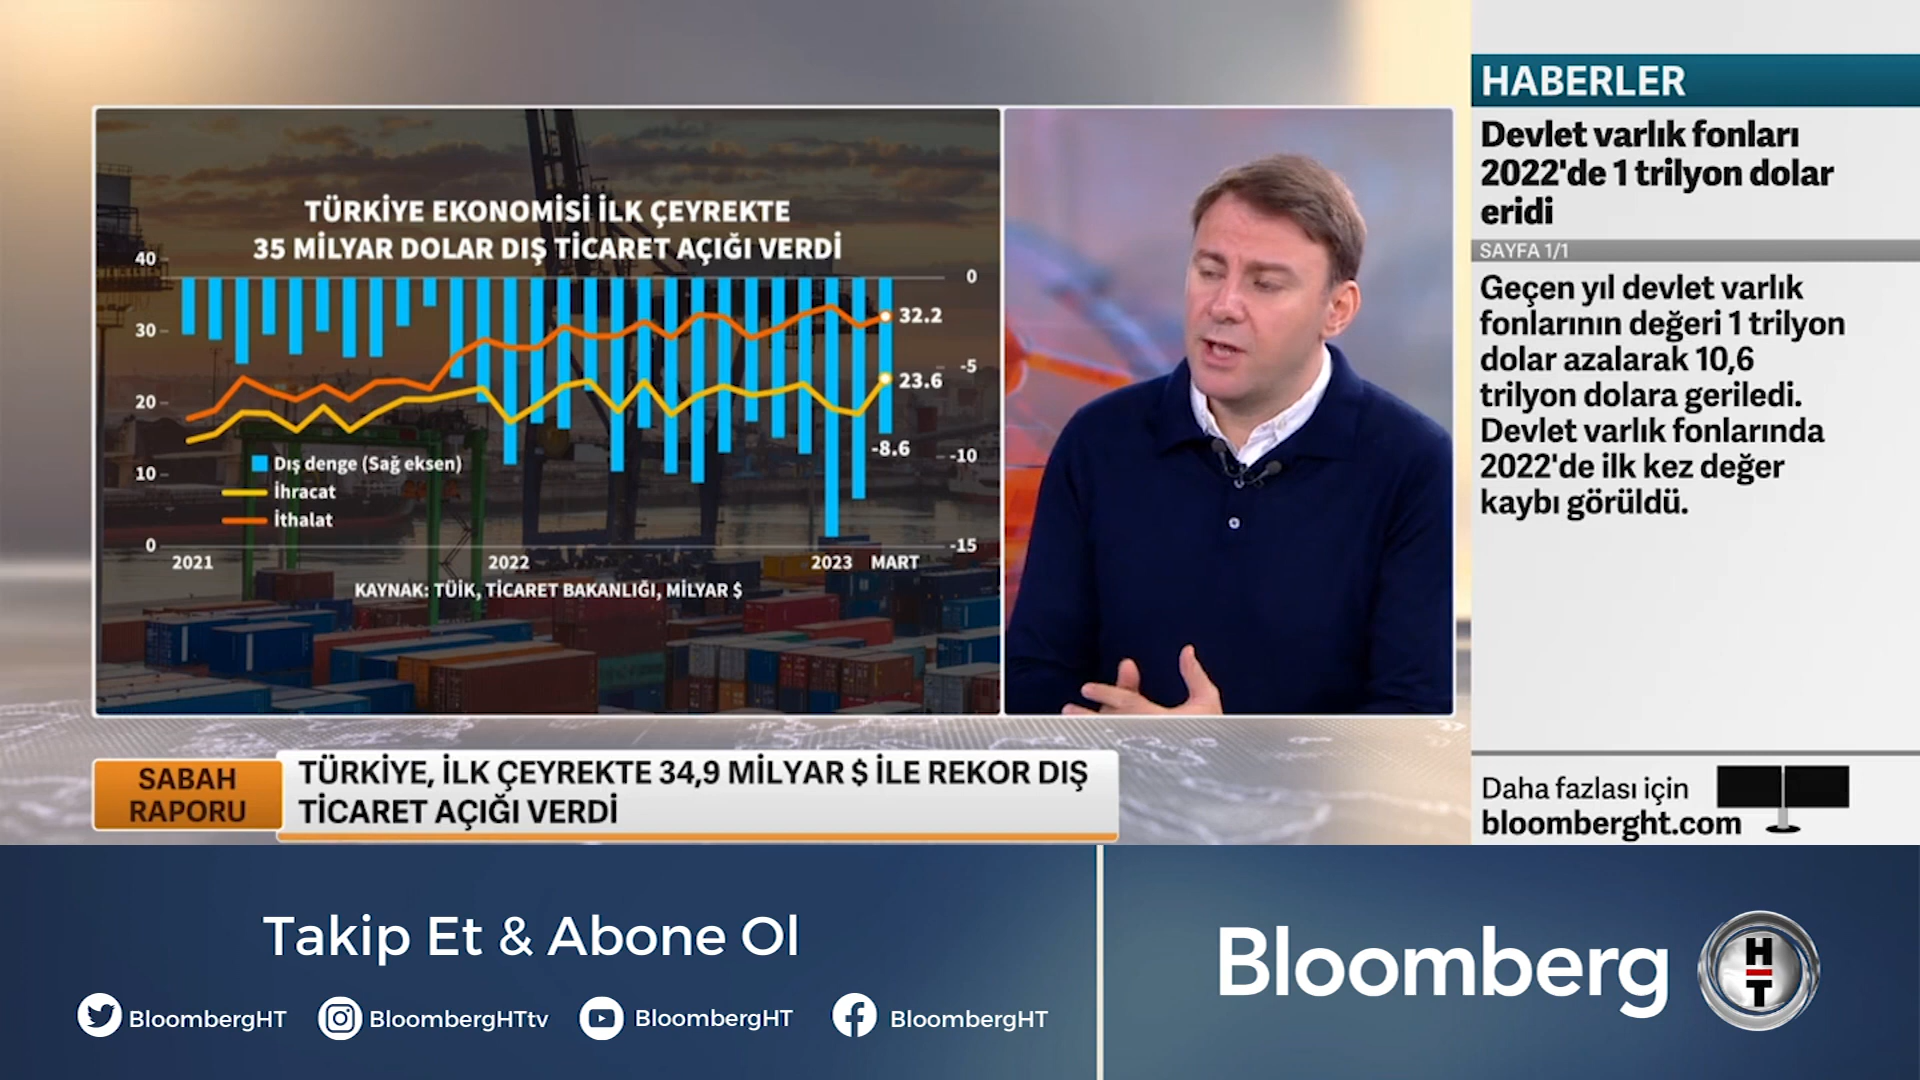 TÜRKİYE EKONOMİSİ İLK ÇEYREKTE
35 MİLYAR DOLAR DIŞ TİCARET AÇIĞI VERDİ
40
30
20
10
0
0
-5
-10
-15
32.2
23.6
-8.6
Dış denge (Sağ eksen)
İhracat
İthalat
2021
2022
2023
MART
KAYNAK: TÜİK, TİCARET BAKANLIĞI, MİLYAR $
HABERLER
Devlet varlık fonları
2022'de 1 trilyon dolar
eridi
SAYFA 1/1
Geçen yıl devlet varlık
fonlarının değeri 1 trilyon
dolar azalarak 10,6
trilyon dolara geriledi.
Devlet varlık fonlarında
2022'de ilk kez değer
kaybı görüldü.
Daha fazlası için
bloomberght.com
SABAH
RAPORU
TÜRKİYE, İLK ÇEYREKTE 34,9 MİLYAR $ İLE REKOR DIŞ
TİCARET AÇIĞI VERDİ
Takip Et & Abone Ol
BloombergHT
BloombergHTtv
BloombergHT
BloombergHT
Bloomberg
HT